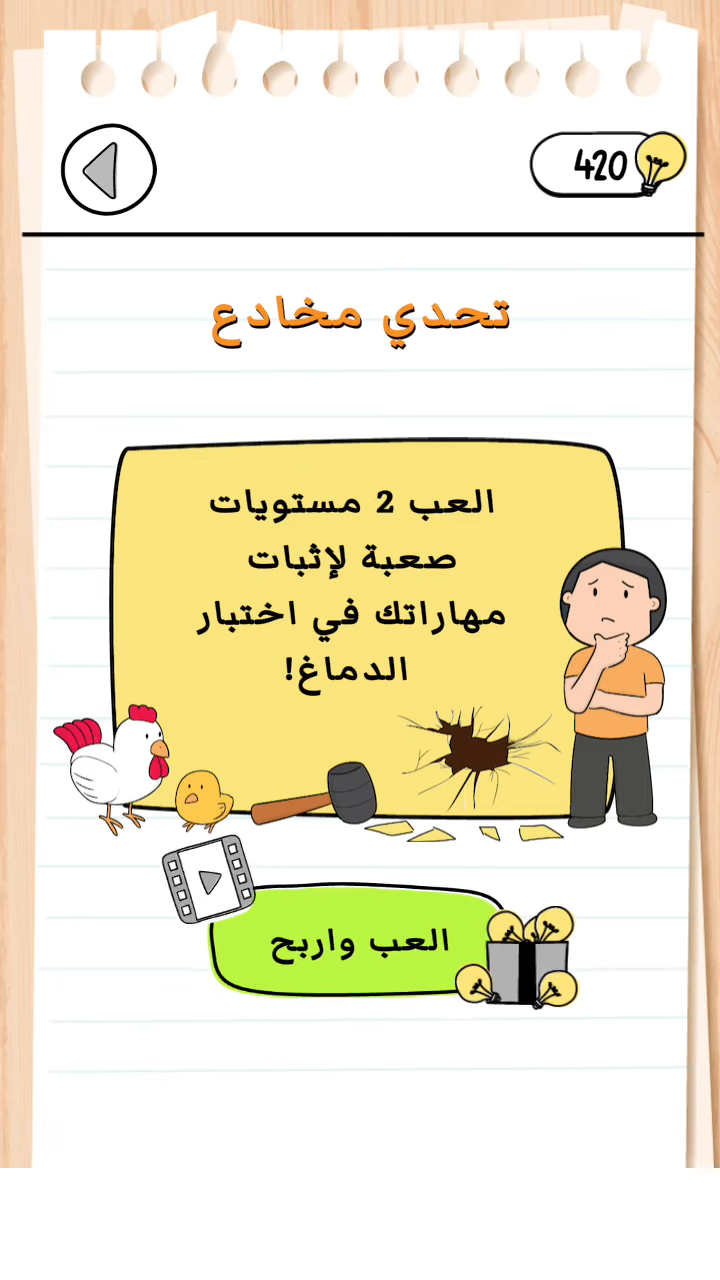 420
تحدي مخادع
العب 2 مستويات
صعبة لإثبات
مهاراتك في اختبار
الدماغ!
العب واربح